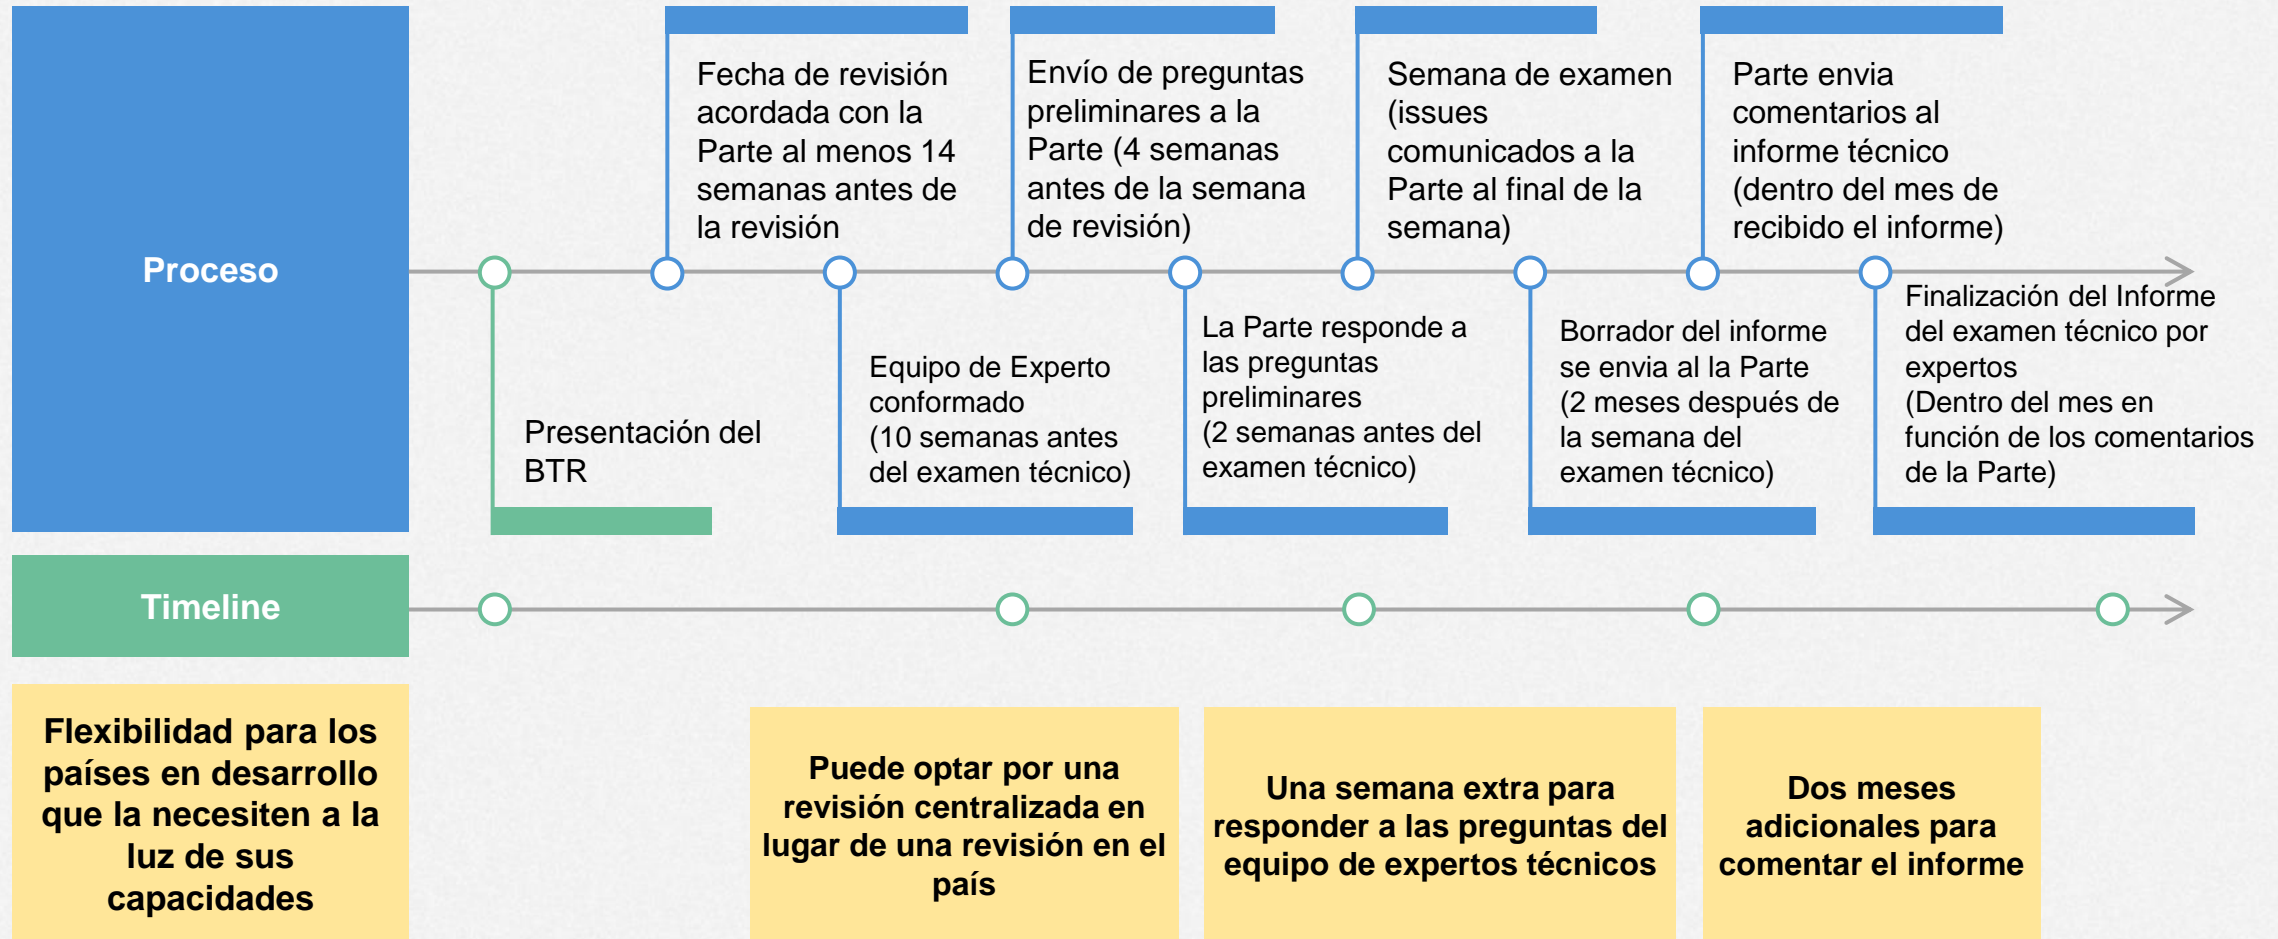 Proceso
Fecha de revisión
acordada con la
Parte al menos 14
semanas antes de
la revisión
Envío de preguntas
preliminares a la
Parte (4 semanas
antes de la semana
de revisión)
Semana de examen
(issues
comunicados a la
Parte al final de la
semana)
Parte envia
comentarios al
informe técnico
(dentro del mes de
recibido el informe)
Presentación del
BTR
Equipo de Experto
conformado
(10 semanas antes
del examen técnico)
La Parte responde a
las preguntas
preliminares
(2 semanas antes del
examen técnico)
Borrador del informe
se envia al la Parte
(2 meses después de
la semana del
examen técnico)
Finalización del Informe
del examen técnico por
expertos
(Dentro del mes en
función de los comentarios
de la Parte)
Timeline
Flexibilidad para los
países en desarrollo
que la necesiten a la
luz de sus
capacidades
Puede optar por una
revisión centralizada en
lugar de una revisión en el
país
Una semana extra para
responder a las preguntas del
equipo de expertos técnicos
Dos meses
adicionales para
comentar el informe